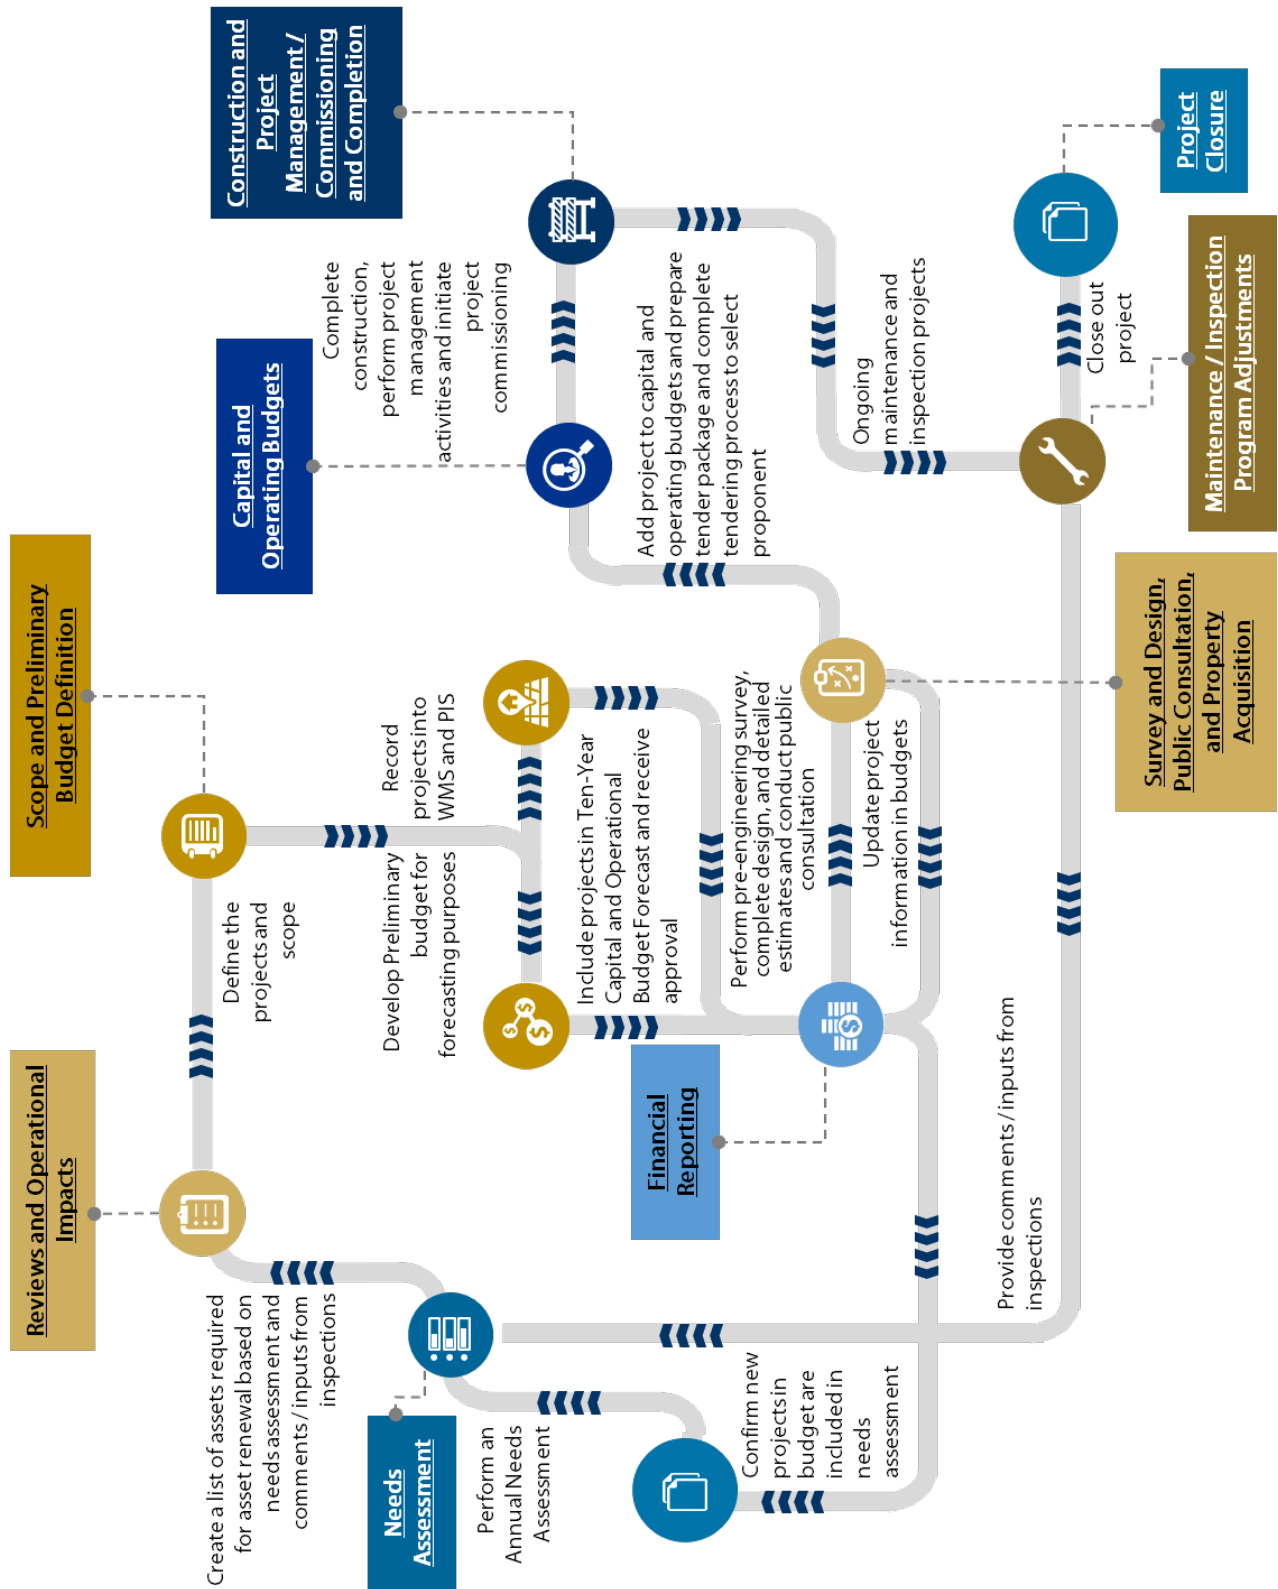 Reviews and Operational
Impacts
Scope and Preliminary
Budget Definition
Capital and
Operating Budgets
Construction and
Project
Management /
Commissioning
and Completion
Create a list of assets required
for asset renewal based on
needs assessment and
comments / inputs from
inspections
Define the
projects and
scope
Complete
construction,
perform project
management
activities and initiate
project
commissioning
Needs
Assessment
Develop Preliminary
budget for
forecasting purposes
Record
projects into
WMS and PIS
Perform an
Annual Needs
Assessment
Include projects in Ten-Year
Capital and Operational
Budget Forecast and receive
approval
Add project to capital and
operating budgets and prepare
tender package and complete
tendering process to select
proponent
Financial
Reporting
Confirm new
projects in
budget are
included in
needs
assessment
Perform pre-engineering survey,
complete design, and detailed
estimates and conduct public
consultation
Ongoing
maintenance and
inspection projects
Update project
information in budgets
Provide comments / inputs from
inspections
Close out
project
Survey and Design,
Public Consultation,
and Property
Acquisition
Maintenance / Inspection
Program Adjustments
Project
Closure